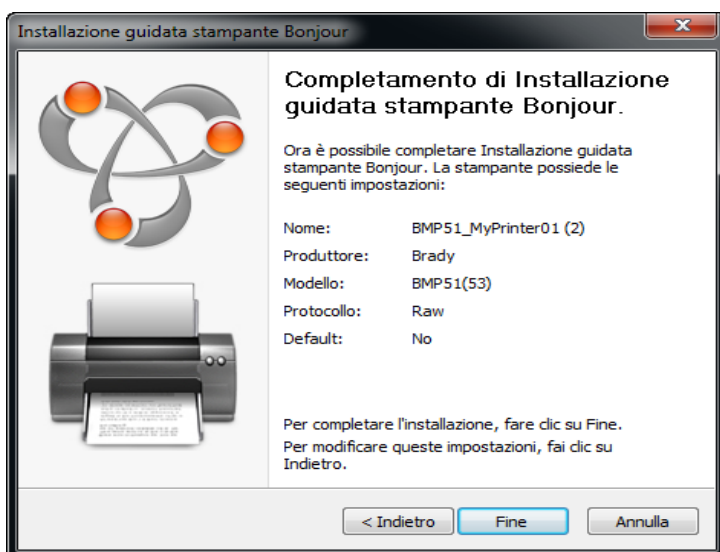 Installazione guidata stampante Bonjour
Completamento di Installazione
guidata stampante Bonjour.
Ora è possibile completare Installazione guidata
stampante Bonjour. La stampante possiede le
seguenti impostazioni:
Nome: BMP51_MyPrinter01 (2)
Produttore: Brady
Modello: BMP51(53)
Protocollo: Raw
Default: No
Per completare l'installazione, fare clic su Fine.
Per modificare queste impostazioni, fai clic su
Indietro.
< Indietro Fine Annulla